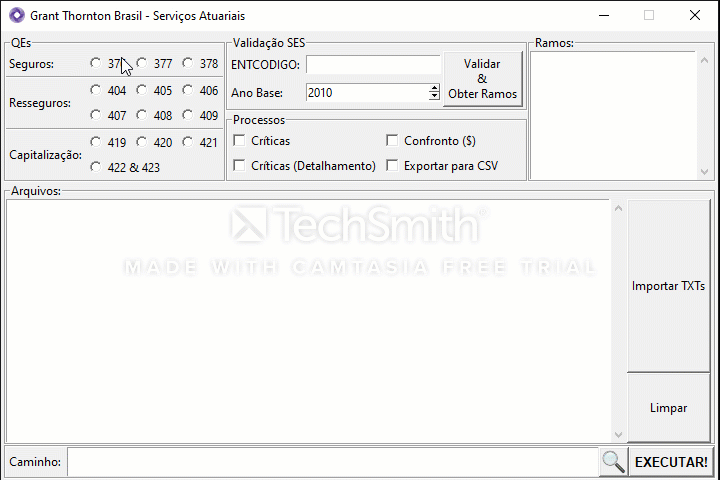 Grant Thornton Brasil - Serviços Atuariais
QEs
Seguros: 377 378
Resseguros: 404 405 406
407 408 409
Capitalização: 419 420 421
422 & 423
Validação SES
ENTCODIGO:
Ano Base: 2010
Validar
&
Obter Ramos
Processos
Críticas Confronto ($)
Críticas (Detalhamento) Exportar para CSV
Ramos:
Arquivos:
TechSmith®
MADE WITH CAMTASIA FREE TRIAL
Importar TXTs
Limpar
Caminho: EXECUTAR!